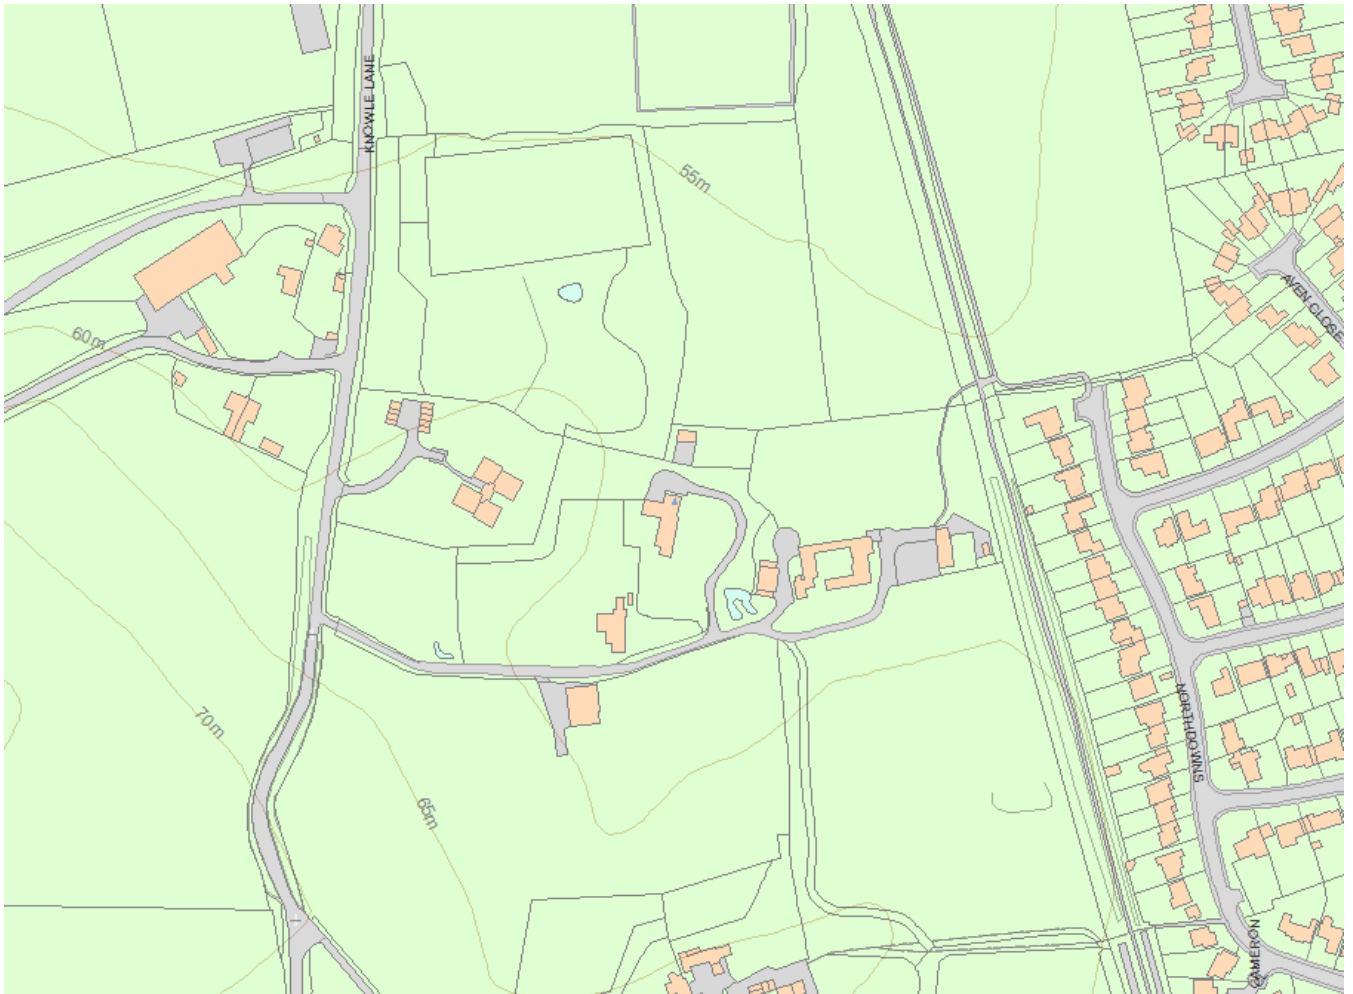 KNOWLE LANE
55m
AVEN CLOSE
60m
70m
NORTHDOWNS
65m
CAMERON